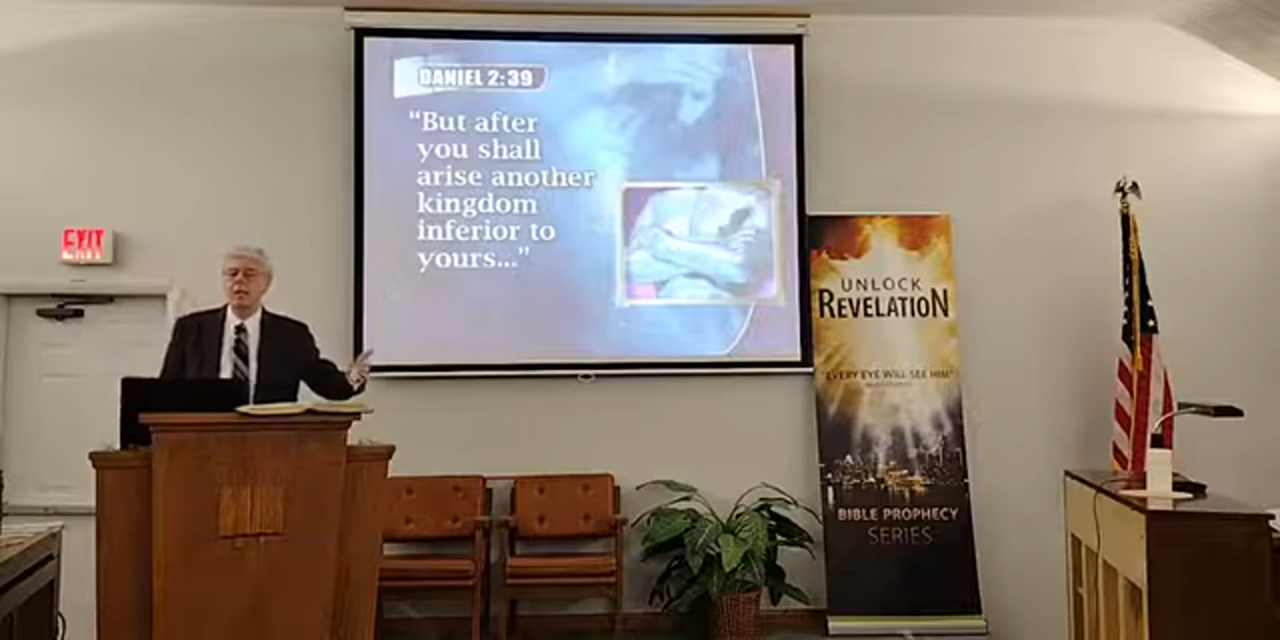 DANIEL 2:39
“But after
you shall
arise another
kingdom
inferior to
yours...”
EXIT
UNLOCK
REVELATION
"EVERY EYE WILL SEE HIM"
BIBLE PROPHECY
SERIES